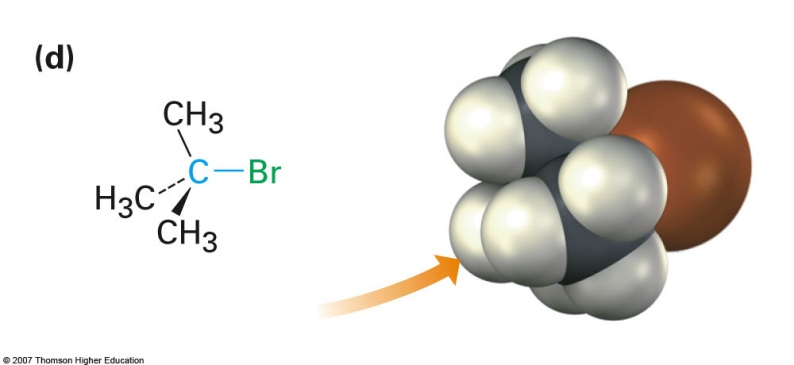 (d)
CH3
C—Br
H3C
CH3
© 2007 Thomson Higher Education